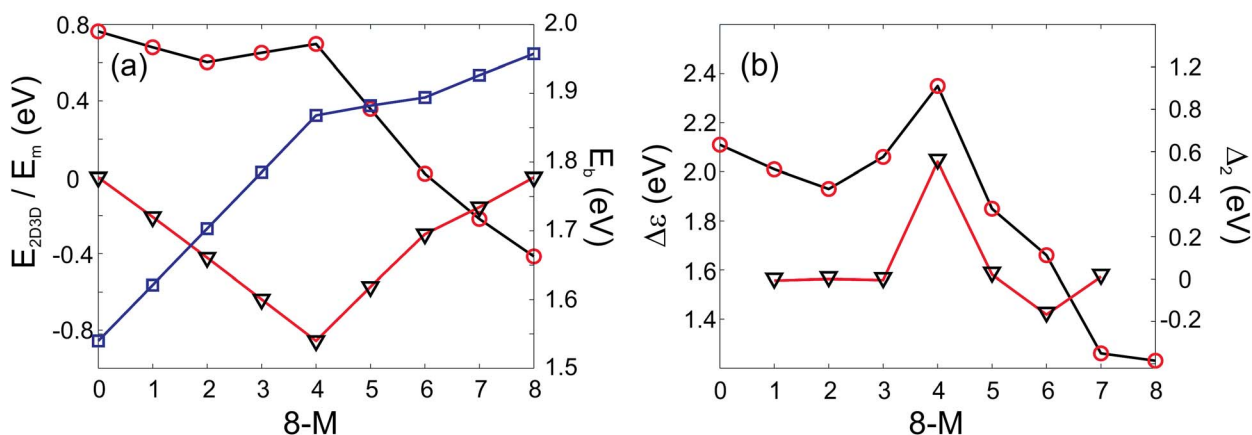 (a)
E2D3D / Em (eV)
0.8
0.4
0
-0.4
-0.8
0 1 2 3 4 5 6 7 8
8-M
2.0
1.9
1.8
1.7
1.6
1.5
Eb (eV)
(b)
Δε (eV)
2.4
2.2
2.0
1.8
1.6
1.4
0 1 2 3 4 5 6 7 8
8-M
1.2
0.8
0.6
0.4
0.2
0
-0.2
Δ2 (eV)